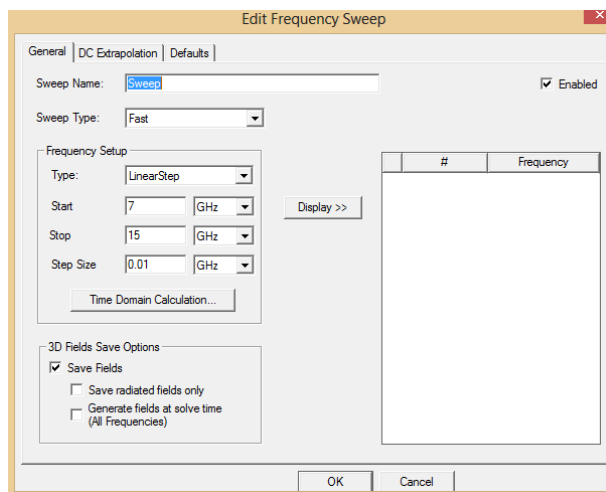 Edit Frequency Sweep
General DC Extrapolation Defaults
Sweep Name: Sweep Enabled
Sweep Type: Fast
Frequency Setup
Type: LinearStep
Start 7 GHz
Stop 15 GHz
Step Size 0.01 GHz
Time Domain Calculation...
Display >>
# Frequency
3D Fields Save Options
Save Fields
Save radiated fields only
Generate fields at solve time
(All Frequencies)
OK Cancel